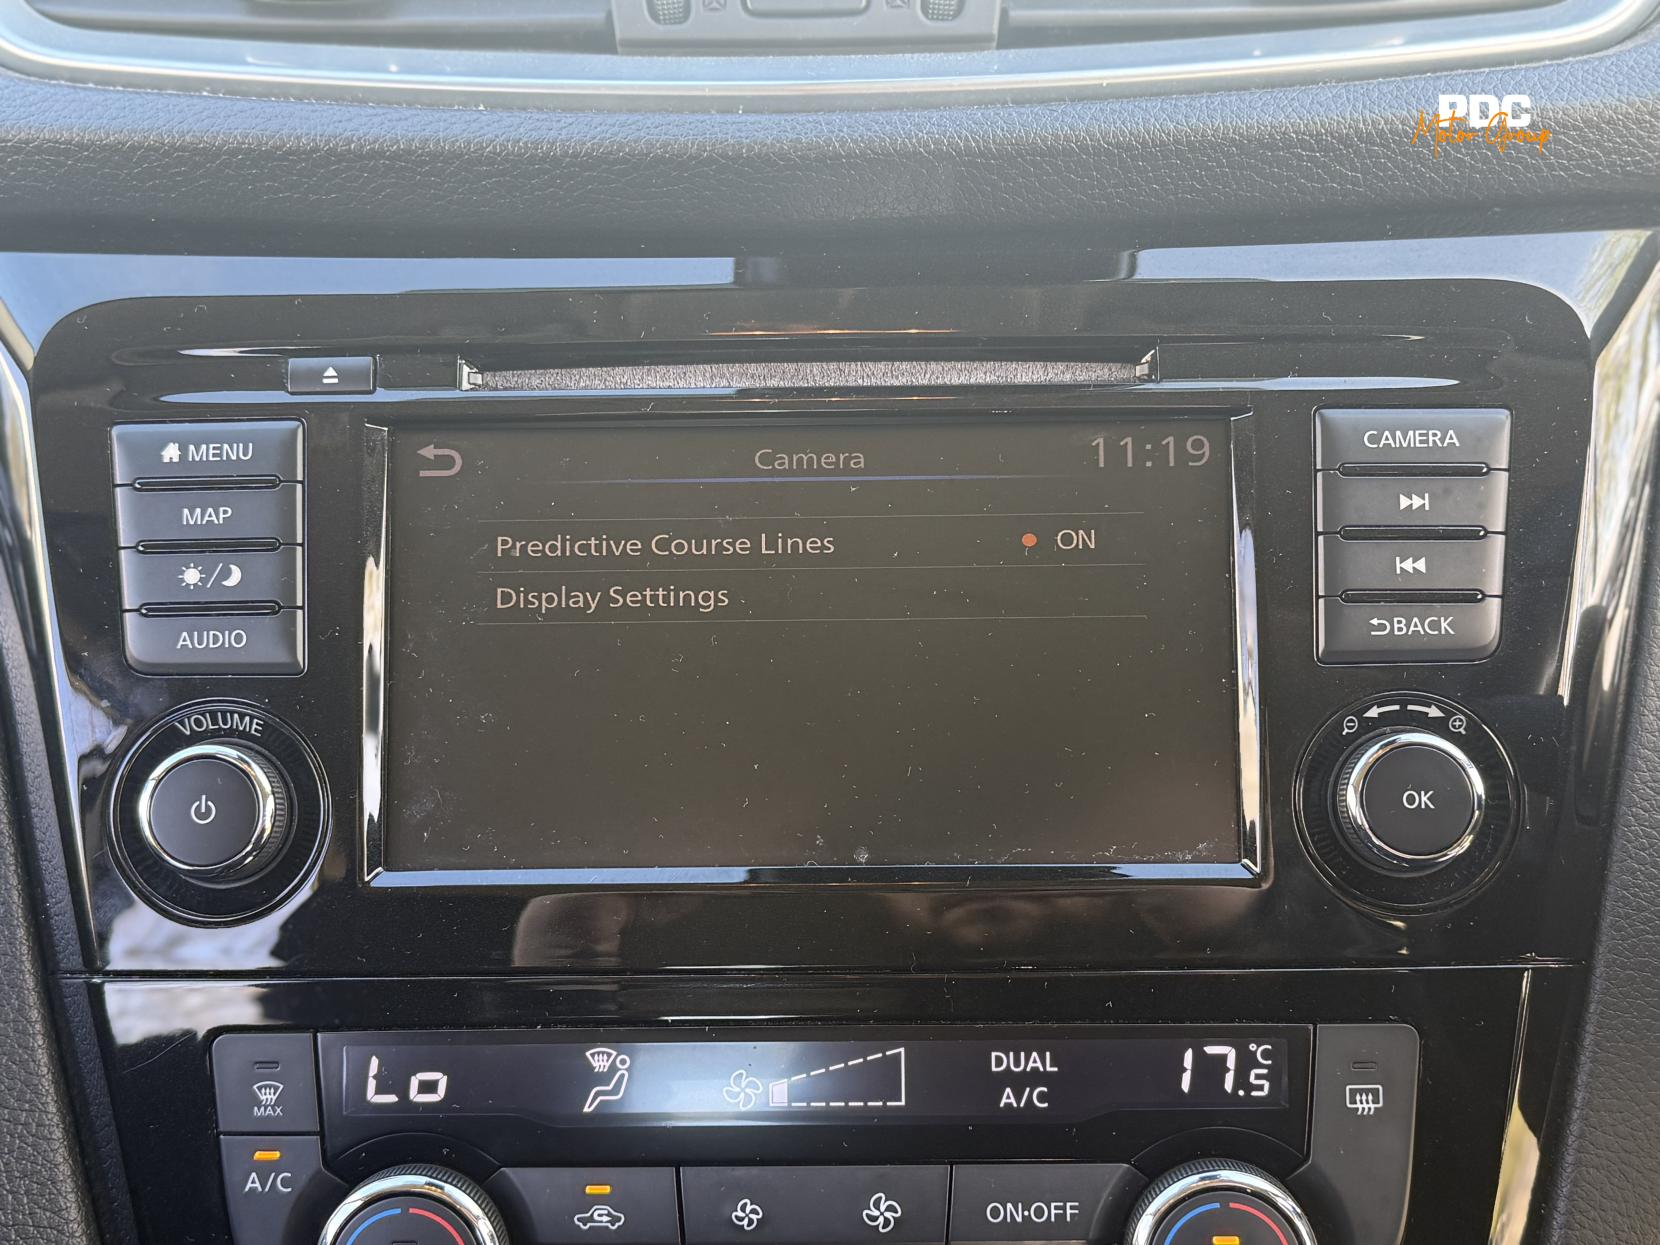 PDC
Motor Group
MENU
MAP
AUDIO
VOLUME
Camera
11:19
Predictive Course Lines
ON
Display Settings
CAMERA
BACK
OK
Lo
DUAL
A/C
17.5°C
MAX
A/C
ON·OFF